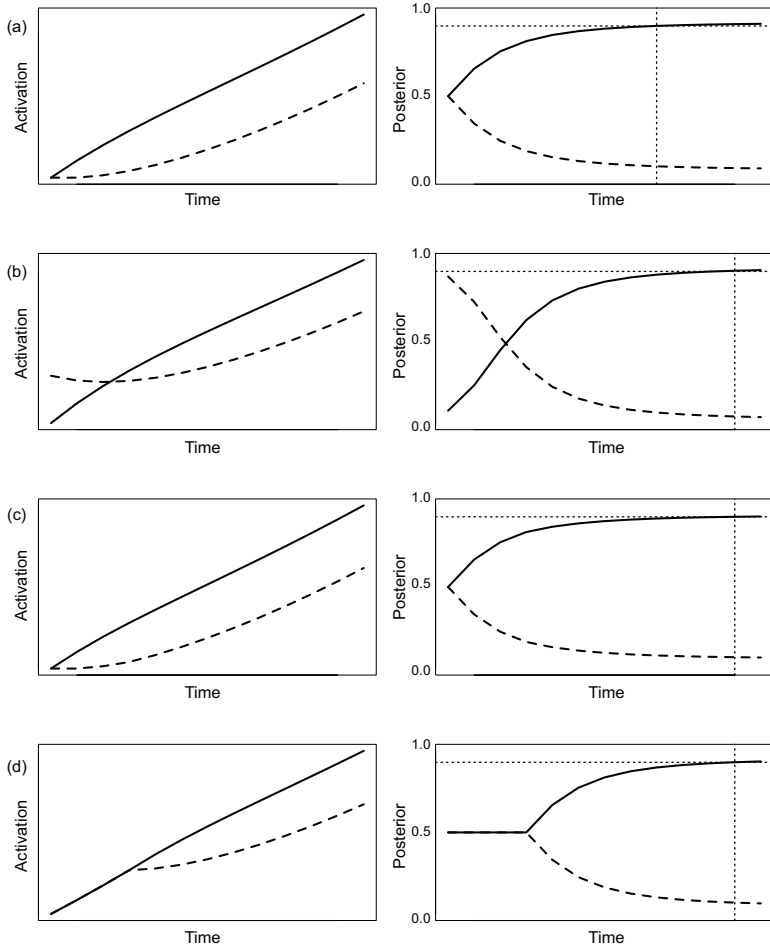 (a)
Activation
Time
Posterior
1.0
0.5
0.0
Time
(b)
Activation
Time
Posterior
1.0
0.5
0.0
Time
(c)
Activation
Time
Posterior
1.0
0.5
0.0
Time
(d)
Activation
Time
Posterior
1.0
0.5
0.0
Time